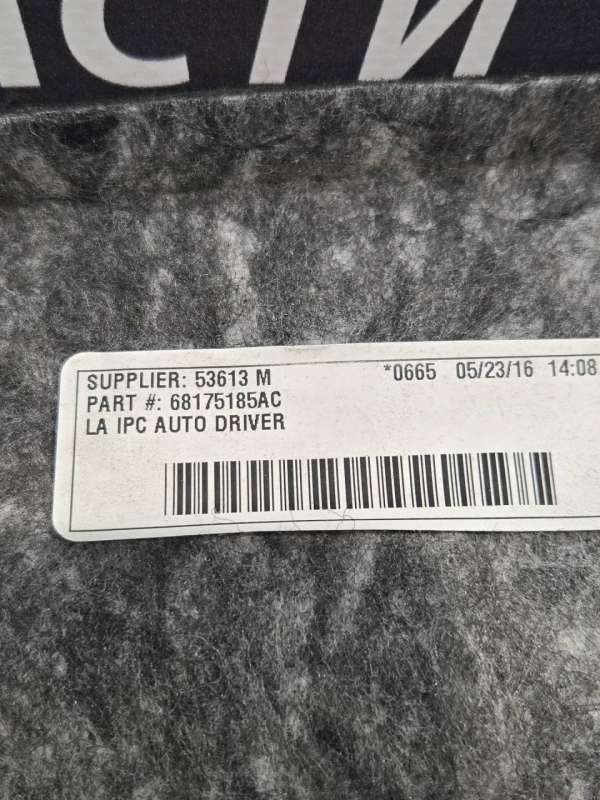 АСТИ
SUPPLIER: 53613 M *0665 05/23/16 14:08
PART #: 68175185AC
LA IPC AUTO DRIVER